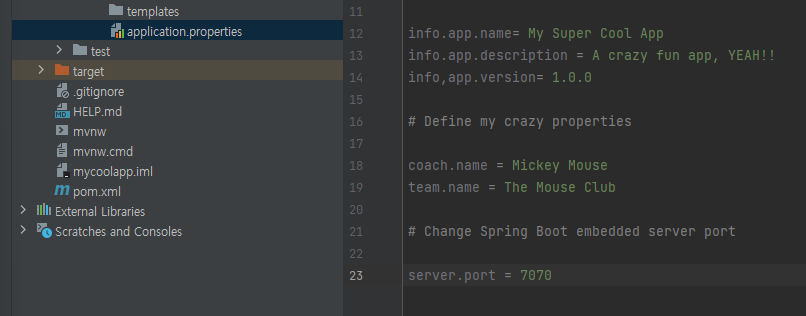 templates
application.properties
test
target
.gitignore
MD HELP.md
mvnw
mvnw.cmd
mycoolapp.iml
m pom.xml
External Libraries
Scratches and Consoles
11
12 info.app.name= My Super Cool App
13 info.app.description = A crazy fun app, YEAH!!
14 info,app.version= 1.0.0
15
16 # Define my crazy properties
17
18 coach.name = Mickey Mouse
19 team.name = The Mouse Club
20
21 # Change Spring Boot embedded server port
22
23 server.port = 7070